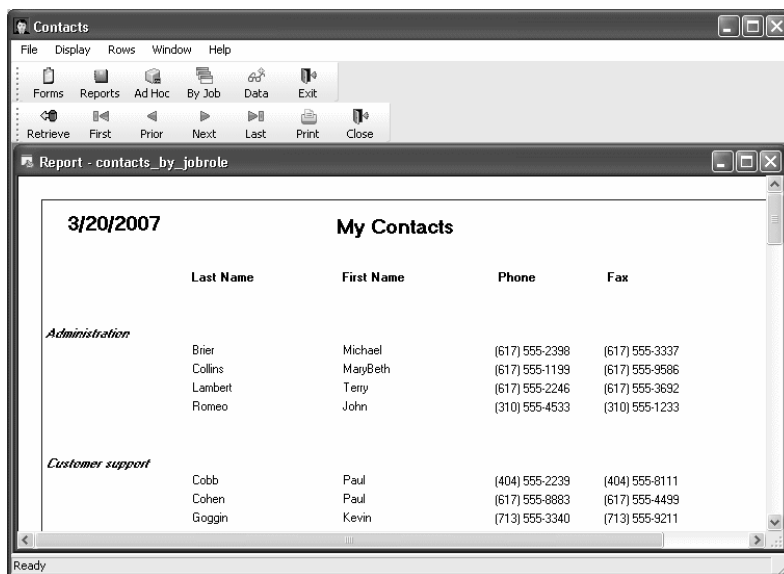 Contacts
File Display Rows Window Help
Forms Reports Ad Hoc By Job Data Exit
Retrieve First Prior Next Last Print Close
Report - contacts_by_jobrole
3/20/2007 My Contacts
Last Name First Name Phone Fax
Administration
Brier Michael (617) 555-2398 (617) 555-3337
Collins MaryBeth (617) 555-1199 (617) 555-9586
Lambert Terry (617) 555-2246 (617) 555-3692
Romeo John (310) 555-4533 (310) 555-1233
Customer support
Cobb Paul (404) 555-2239 (404) 555-8111
Cohen Paul (617) 555-8883 (617) 555-4499
Goggin Kevin (713) 555-3340 (713) 555-9211
Ready